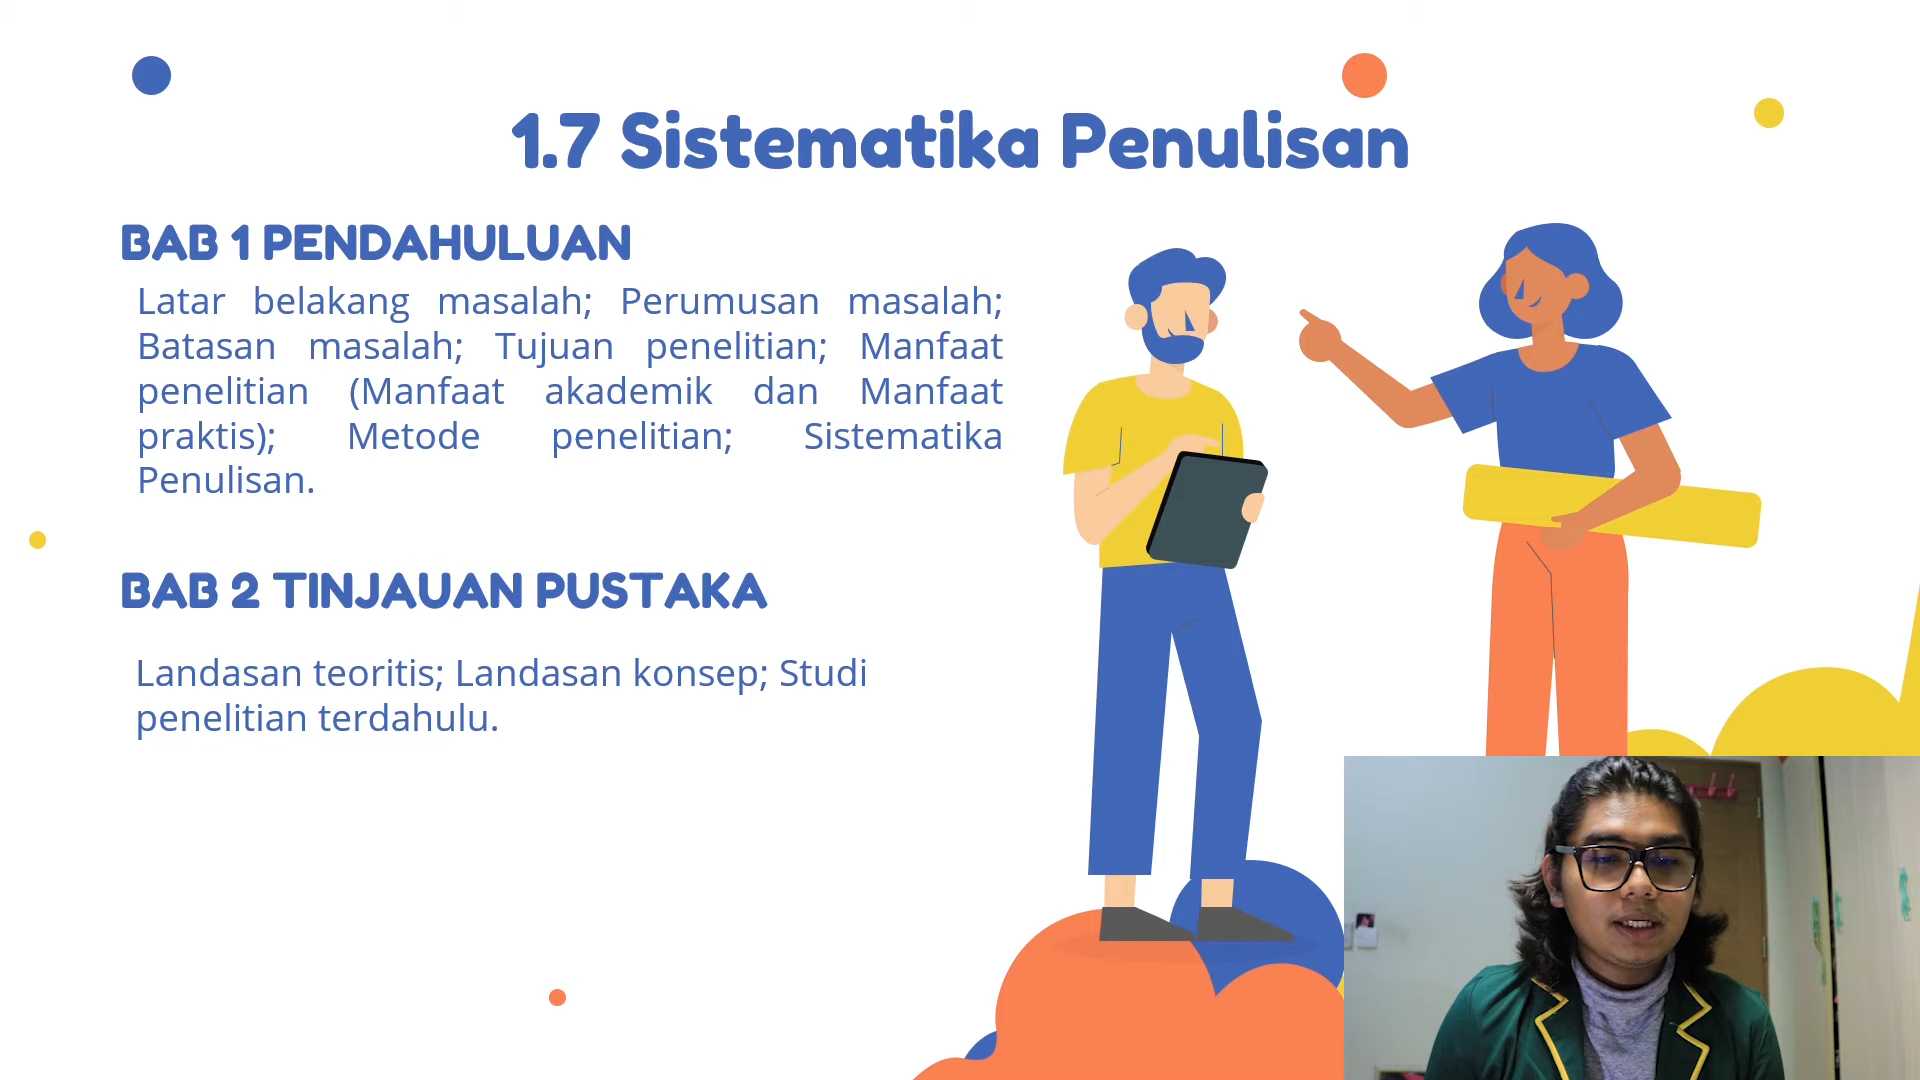 1.7 Sistematika Penulisan
BAB 1 PENDAHULUAN
Latar belakang masalah; Perumusan masalah;
Batasan masalah; Tujuan penelitian; Manfaat
penelitian (Manfaat akademik dan Manfaat
praktis); Metode penelitian; Sistematika
Penulisan.
BAB 2 TINJAUAN PUSTAKA
Landasan teoritis; Landasan konsep; Studi
penelitian terdahulu.